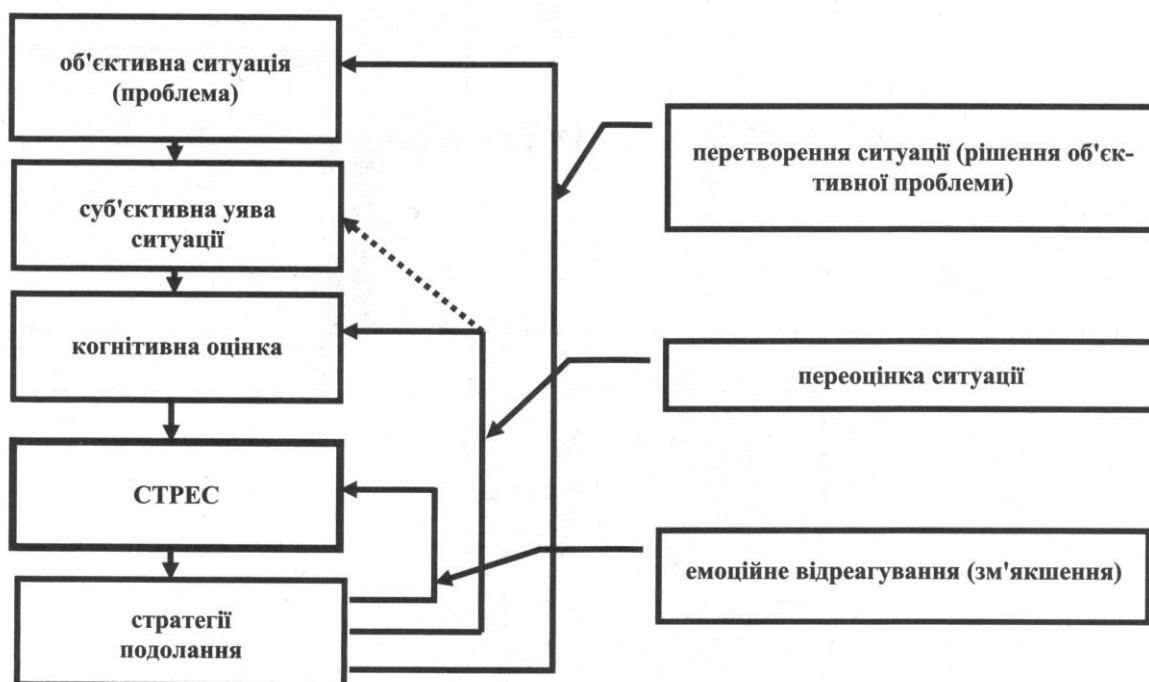 об'єктивна ситуація
(проблема)
суб'єктивна уява
ситуації
когнітивна оцінка
СТРЕС
стратегії
подолання
перетворення ситуації (рішення об'єк-
тивної проблеми)
переоцінка ситуації
емоційне відреагування (зм'якшення)